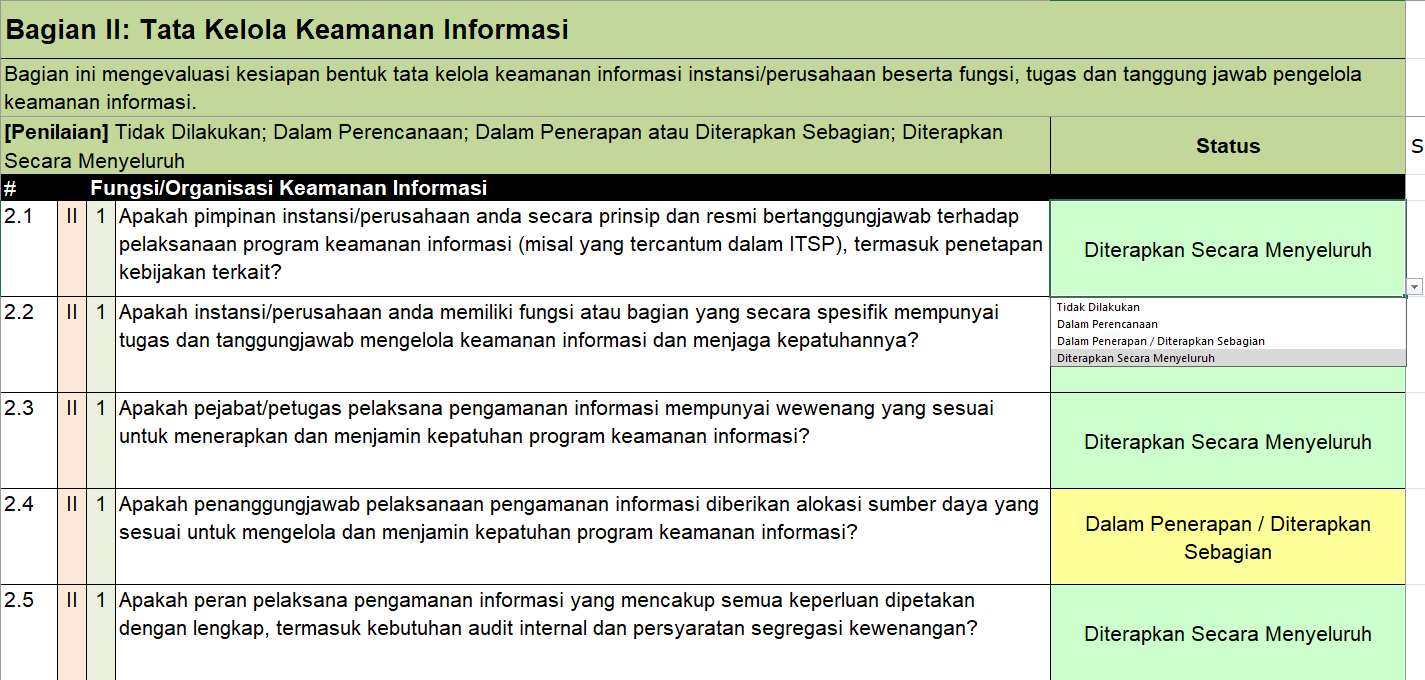 Bagian II: Tata Kelola Keamanan Informasi
Bagian ini mengevaluasi kesiapan bentuk tata kelola keamanan informasi instansi/perusahaan beserta fungsi, tugas dan tanggung jawab pengelola
keamanan informasi.
[Penilaian] Tidak Dilakukan; Dalam Perencanaan; Dalam Penerapan atau Diterapkan Sebagian; Diterapkan
Secara Menyeluruh
Status
S
# Fungsi/Organisasi Keamanan Informasi
2.1 II 1 Apakah pimpinan instansi/perusahaan anda secara prinsip dan resmi bertanggungjawab terhadap
pelaksanaan program keamanan informasi (misal yang tercantum dalam ITSP), termasuk penetapan
kebijakan terkait?
Diterapkan Secara Menyeluruh
2.2 II 1 Apakah instansi/perusahaan anda memiliki fungsi atau bagian yang secara spesifik mempunyai
tugas dan tanggungjawab mengelola keamanan informasi dan menjaga kepatuhannya?
Tidak Dilakukan
Dalam Perencanaan
Dalam Penerapan / Diterapkan Sebagian
Diterapkan Secara Menyeluruh
2.3 II 1 Apakah pejabat/petugas pelaksana pengamanan informasi mempunyai wewenang yang sesuai
untuk menerapkan dan menjamin kepatuhan program keamanan informasi?
Diterapkan Secara Menyeluruh
2.4 II 1 Apakah penanggungjawab pelaksanaan pengamanan informasi diberikan alokasi sumber daya yang
sesuai untuk mengelola dan menjamin kepatuhan program keamanan informasi?
Dalam Penerapan / Diterapkan
Sebagian
2.5 II 1 Apakah peran pelaksana pengamanan informasi yang mencakup semua keperluan dipetakan
dengan lengkap, termasuk kebutuhan audit internal dan persyaratan segregasi kewenangan?
Diterapkan Secara Menyeluruh